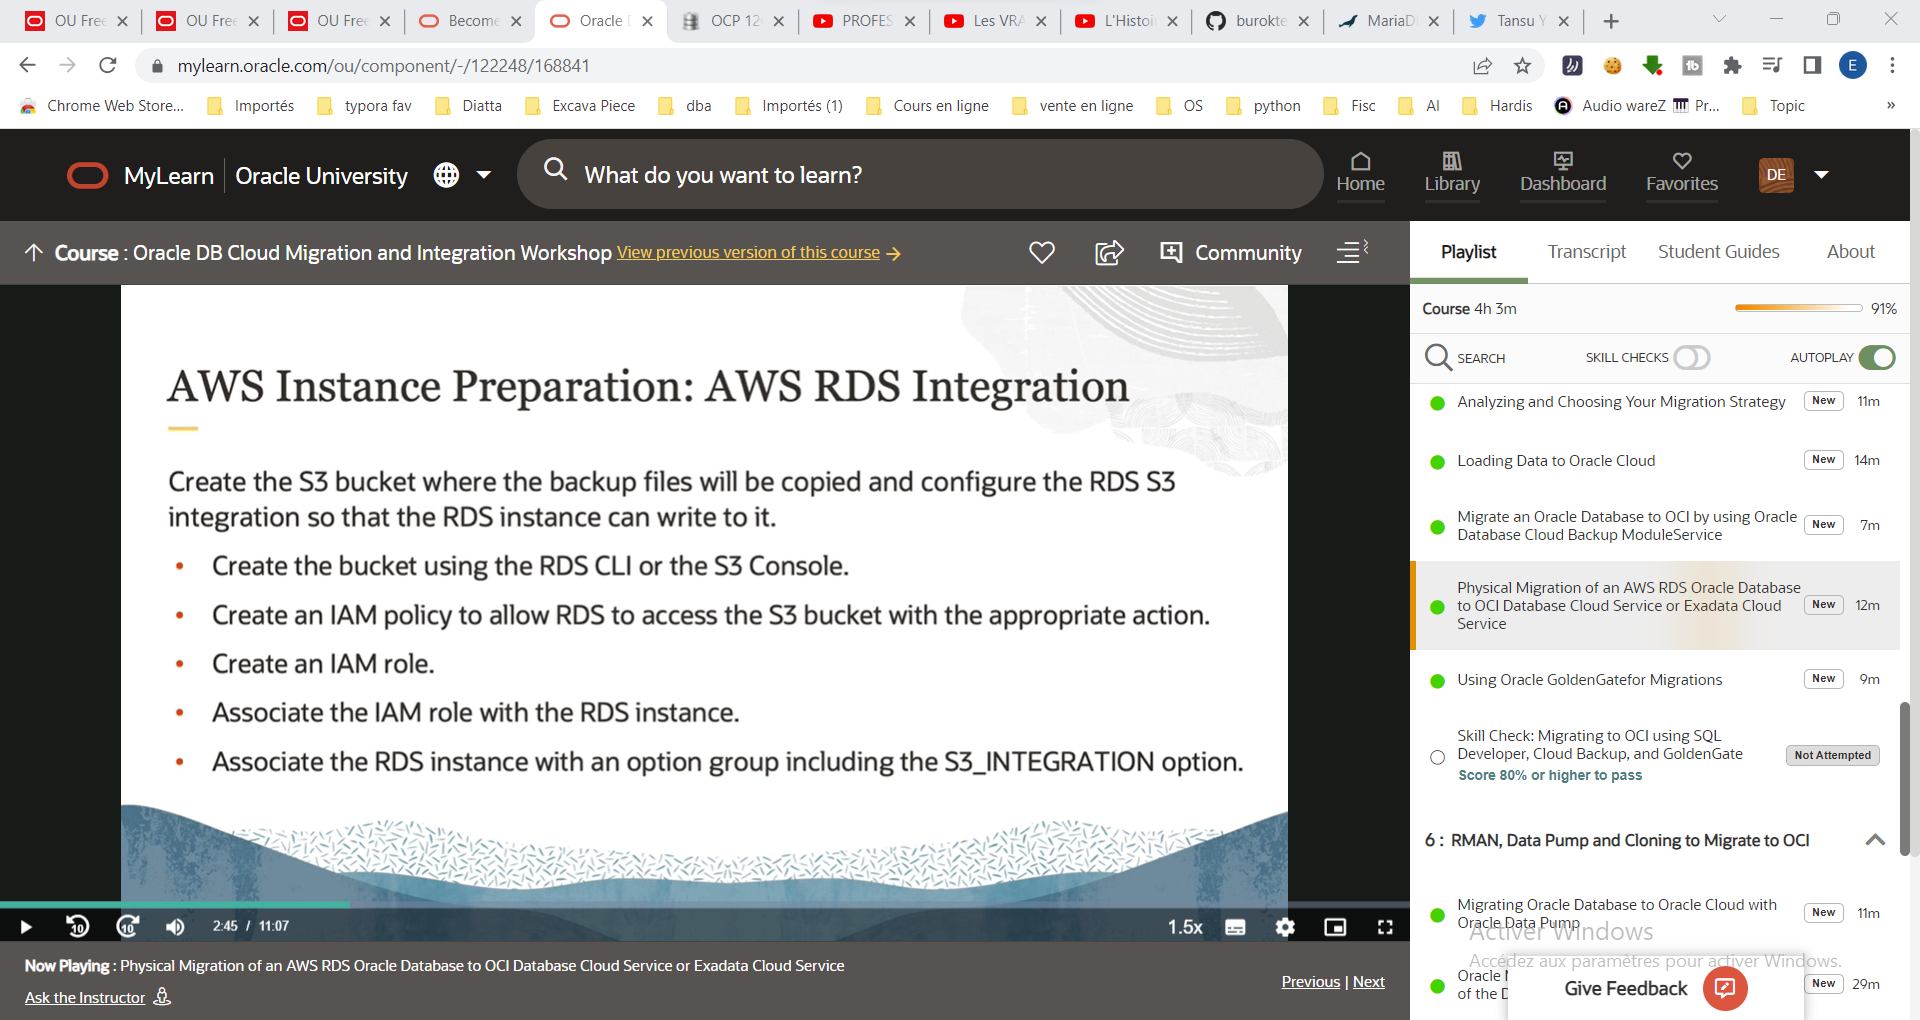 OU Free
OU Free
OU Free
Become
Oracle
OCP 12
PROFES
Les VRA
L'Histoi
burokte
MariaD
Tansu Y
mylearn.oracle.com/ou/component/-/122248/168841
E
Chrome Web Store...
Importés
typora fav
Diatta
Excava Piece
dba
Importés (1)
Cours en ligne
vente en ligne
OS
python
Fisc
AI
Hardis
Audio wareZ
Pr...
Topic
»
MyLearn
Oracle University
What do you want to learn?
Home
Library
Dashboard
Favorites
DE
Course : Oracle DB Cloud Migration and Integration Workshop View previous version of this course
Community
Playlist
Transcript
Student Guides
About
Course 4h 3m
91%
SEARCH
SKILL CHECKS
AUTOPLAY
AWS Instance Preparation: AWS RDS Integration
Create the S3 bucket where the backup files will be copied and configure the RDS S3
integration so that the RDS instance can write to it.
• Create the bucket using the RDS CLI or the S3 Console.
• Create an IAM policy to allow RDS to access the S3 bucket with the appropriate action.
• Create an IAM role.
• Associate the IAM role with the RDS instance.
• Associate the RDS instance with an option group including the S3_INTEGRATION option.
10
10
2:45 / 11:07
1.5x
Now Playing : Physical Migration of an AWS RDS Oracle Database to OCI Database Cloud Service or Exadata Cloud Service
Ask the Instructor
Previous | Next
Analyzing and Choosing Your Migration Strategy
New 11m
Loading Data to Oracle Cloud
New 14m
Migrate an Oracle Database to OCI by using Oracle
Database Cloud Backup ModuleService
New 7m
Physical Migration of an AWS RDS Oracle Database
to OCI Database Cloud Service or Exadata Cloud
Service
New 12m
Using Oracle GoldenGatefor Migrations
New 9m
Skill Check: Migrating to OCI using SQL
Developer, Cloud Backup, and GoldenGate
Score 80% or higher to pass
Not Attempted
6 : RMAN, Data Pump and Cloning to Migrate to OCI
Migrating Oracle Database to Oracle Cloud with
Oracle Data Pump
New 11m
Activer Windows
Accédez aux paramètres pour activer Windows.
Oracle
of the
New 29m
Give Feedback